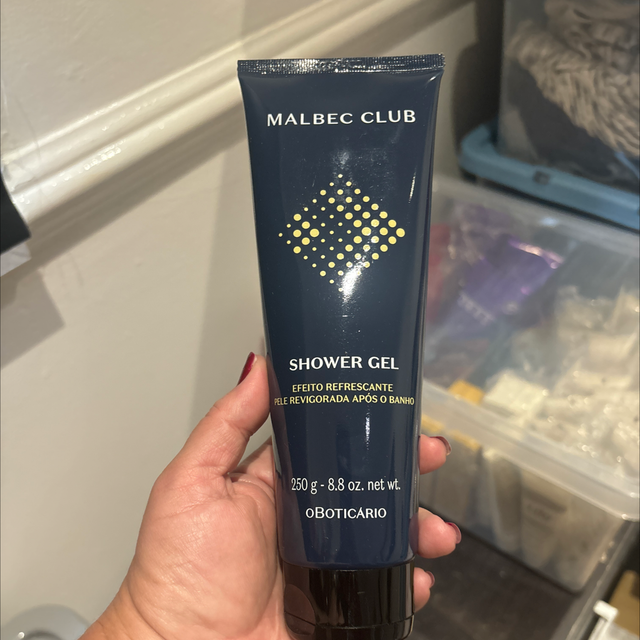 MALBEC CLUB
SHOWER GEL
EFEITO REFRESCANTE
PELE REVIGORADA APÓS O BANHO
250 g - 8.8 oz. net wt.
oBOTICÁRIO